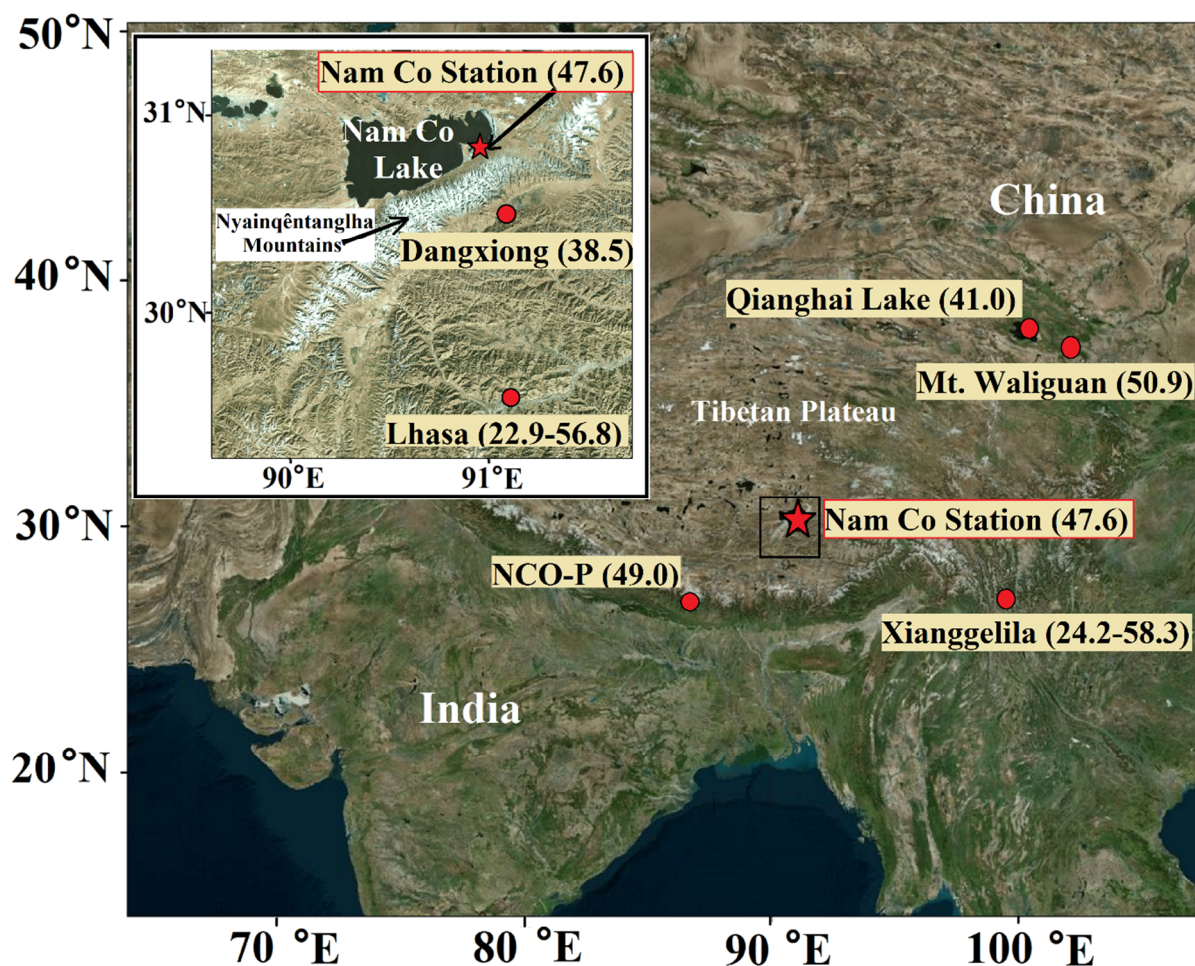 50°N
40°N
30°N
20°N
70 °E
80 °E
90 °E
100 °E
31°N
30°N
90°E
91°E
Nam Co Station (47.6)
Nam Co
Lake
Nyainqêntanglha
Mountains
Dangxiong (38.5)
Lhasa (22.9-56.8)
China
Qianghai Lake (41.0)
Mt. Waliguan (50.9)
Tibetan Plateau
Nam Co Station (47.6)
NCO-P (49.0)
Xianggelila (24.2-58.3)
India